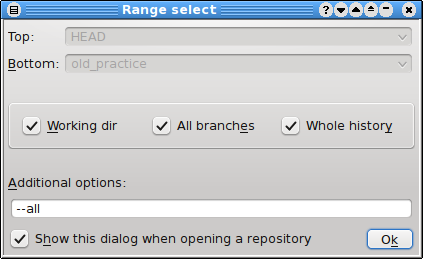 Range select
Top: HEAD
Bottom: old_practice
Working dir All branches Whole history
Additional options:
--all
Show this dialog when opening a repository Ok